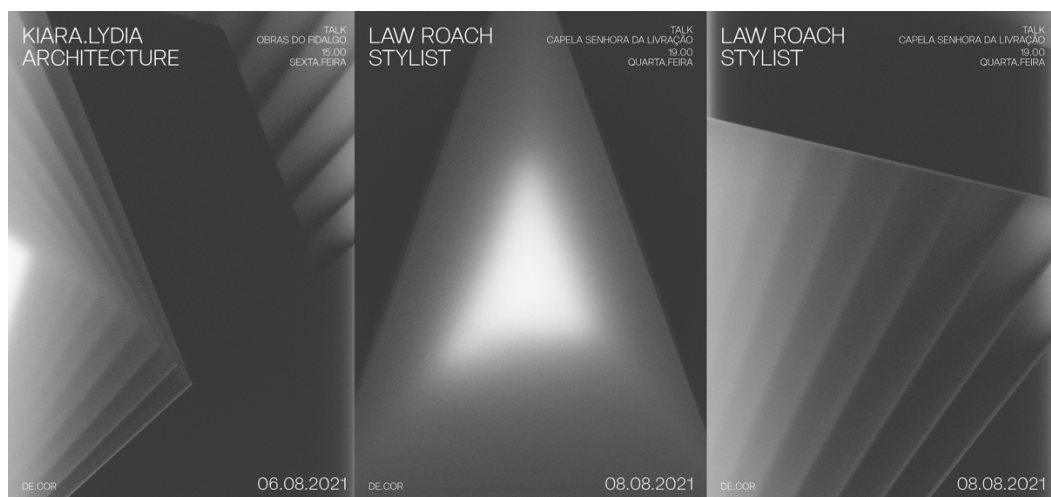 KIARA.LYDIA
ARCHITECTURE
TALK
OBRAS DO FIDALGO
15.00
SEXTA.FEIRA
DE.COR
06.08.2021
LAW ROACH
STYLIST
TALK
CAPELA SENHORA DA LIVRAÇÃO
19.00
QUARTA.FEIRA
DE.COR
08.08.2021
LAW ROACH
STYLIST
TALK
CAPELA SENHORA DA LIVRAÇÃO
19.00
QUARTA.FEIRA
DE.COR
08.08.2021